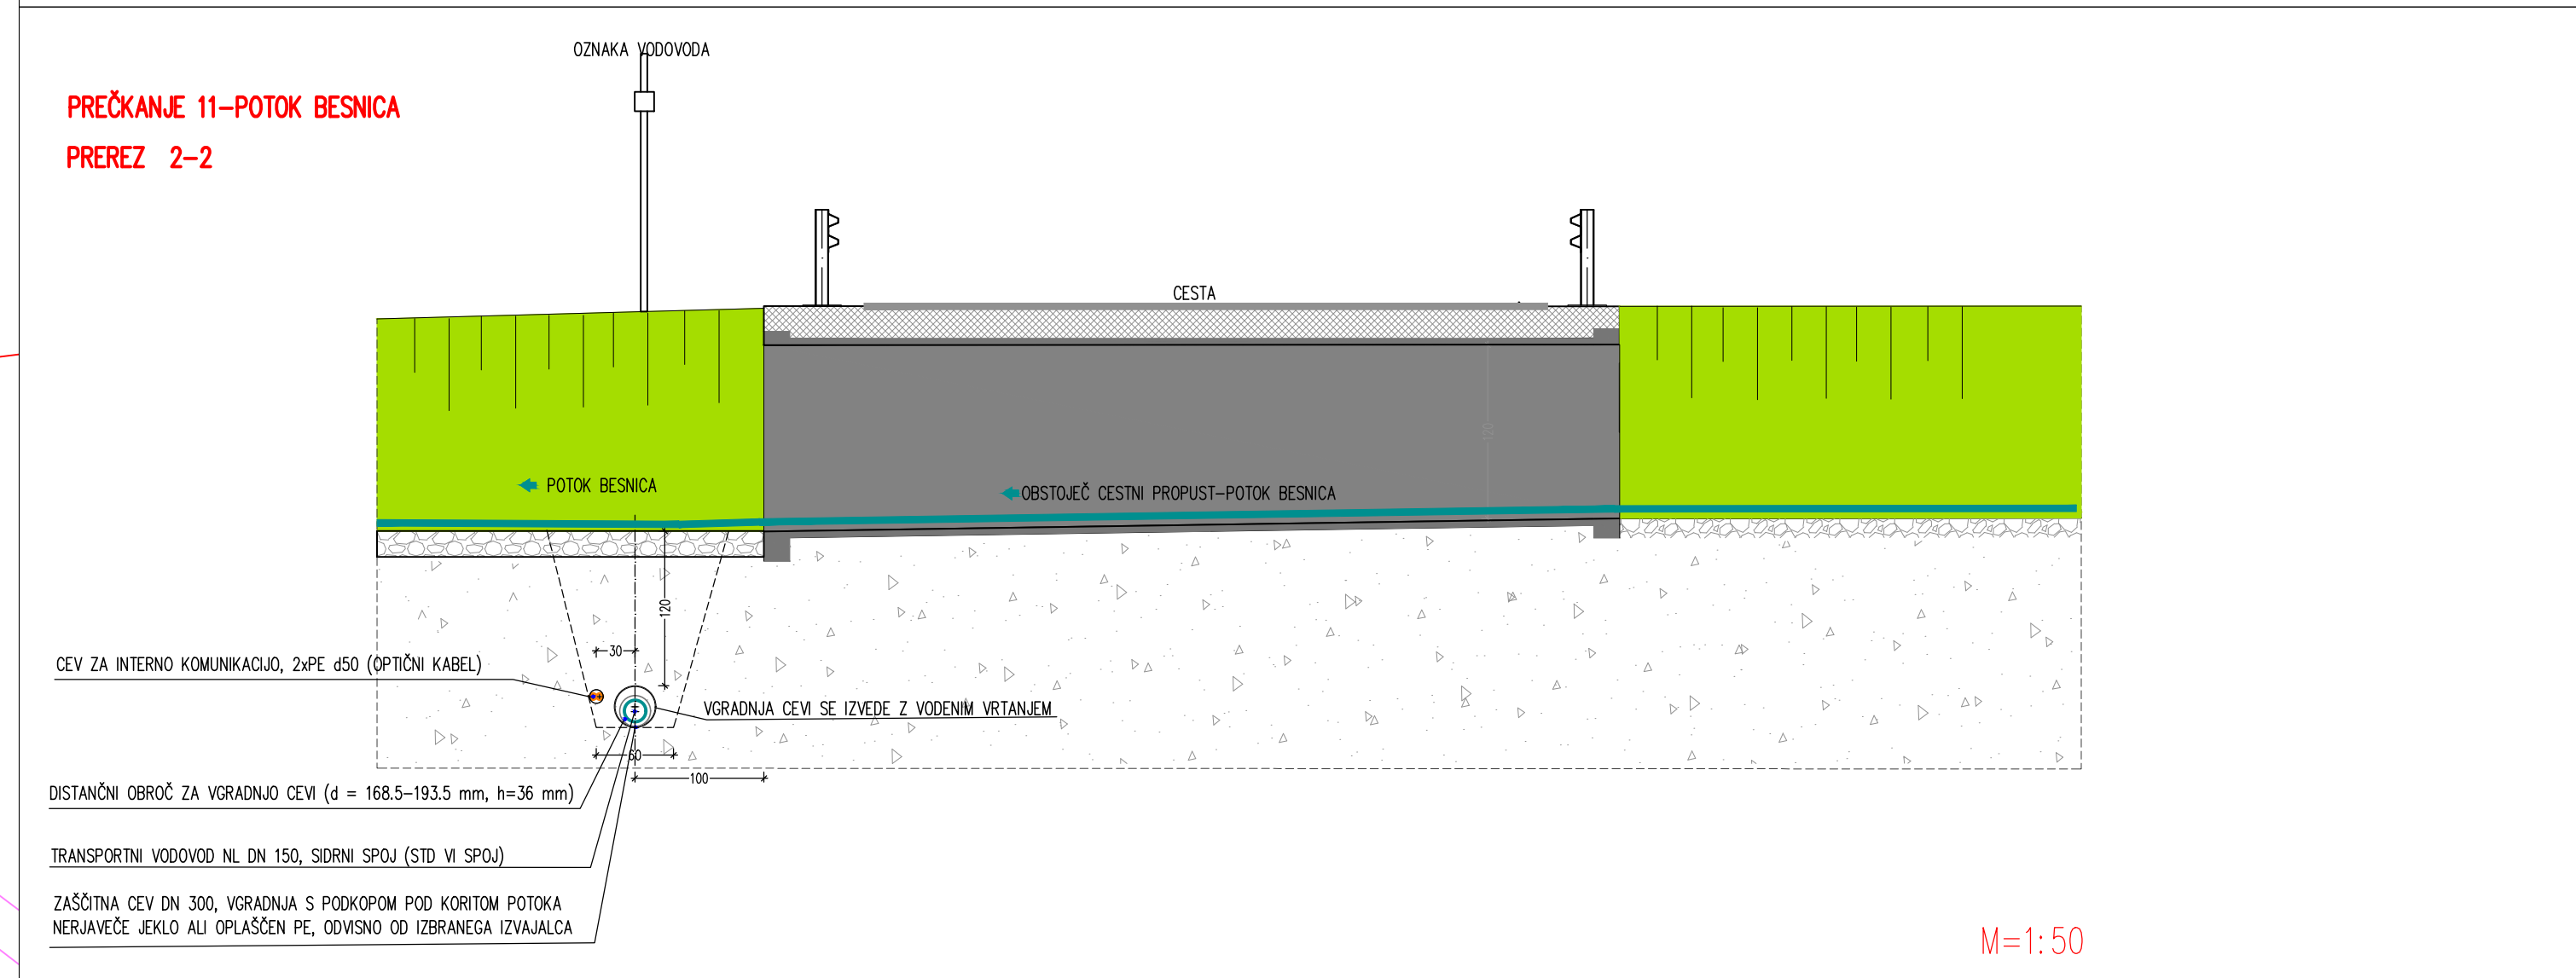 OZNAKA VODOVODA
PREČKANJE 11-POTOK BESNICA
PREREZ 2-2
CESTA
120
POTOK BESNICA
OBSTOJEČ CESTNI PROPUST-POTOK BESNICA
120
30
CEV ZA INTERNO KOMUNIKACIJO, 2xPE d50 (OPTIČNI KABEL)
VGRADNJA CEVI SE IZVEDE Z VODENIM VRTANJEM
60
100
DISTANČNI OBROČ ZA VGRADNJO CEVI (d = 168.5-193.5 mm, h=36 mm)
TRANSPORTNI VODOVOD NL DN 150, SIDRNI SPOJ (STD VI SPOJ)
ZAŠČITNA CEV DN 300, VGRADNJA S PODKOPOM POD KORITOM POTOKA
NERJAVEČE JEKLO ALI OPLAŠČEN PE, ODVISNO OD IZBRANEGA IZVAJALCA
M=1:50